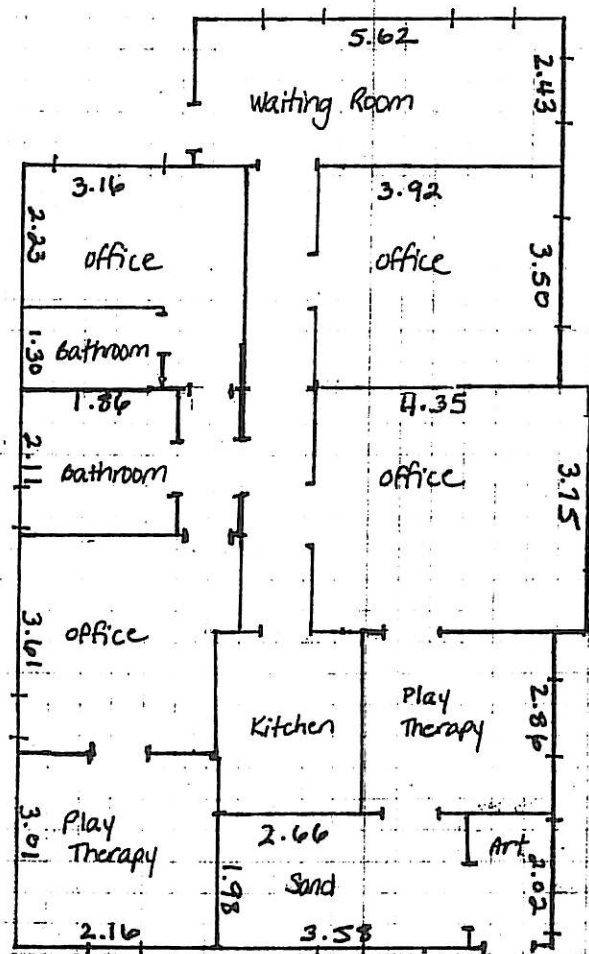 5.62
2.43
Waiting Room
3.16
3.92
2.23
Office
Office
3.50
1.30
Bathroom
1.86
4.35
2.11
Bathroom
Office
3.75
3.61
Office
Kitchen
Play
Therapy
2.86
3.01
Play
Therapy
2.66
1.98
Sand
Art
2.02
2.16
3.58